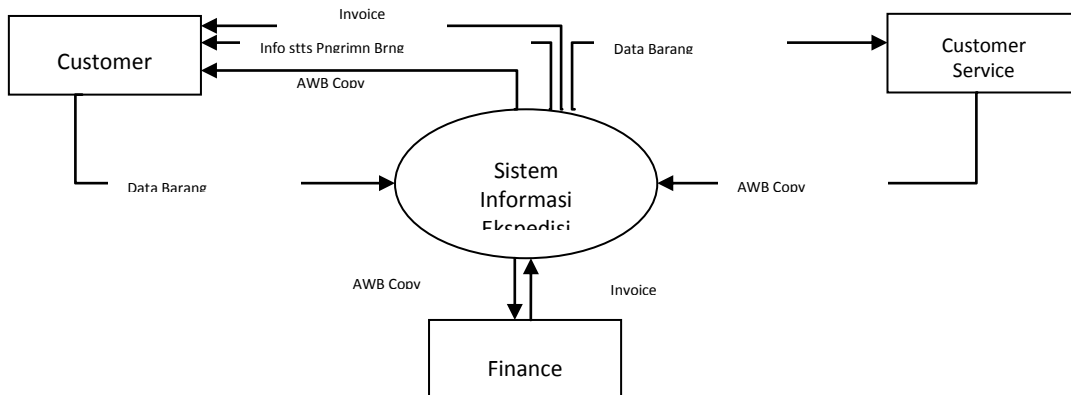 Invoice
Info stts Pngrimn Brng
Customer
AWB Copy
Data Barang
Customer
Service
Sistem
Informasi
Ekspedisi
Data Barang
AWB Copy
AWB Copy
Invoice
Finance